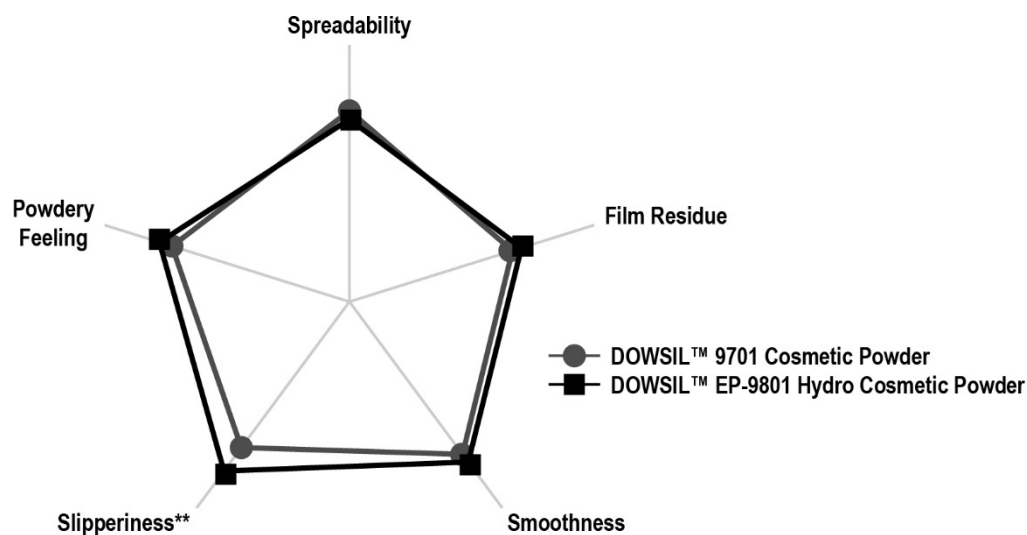 Spreadability
Powdery
Feeling
Film Residue
DOWSIL™ 9701 Cosmetic Powder
DOWSIL™ EP-9801 Hydro Cosmetic Powder
Slipperiness**
Smoothness